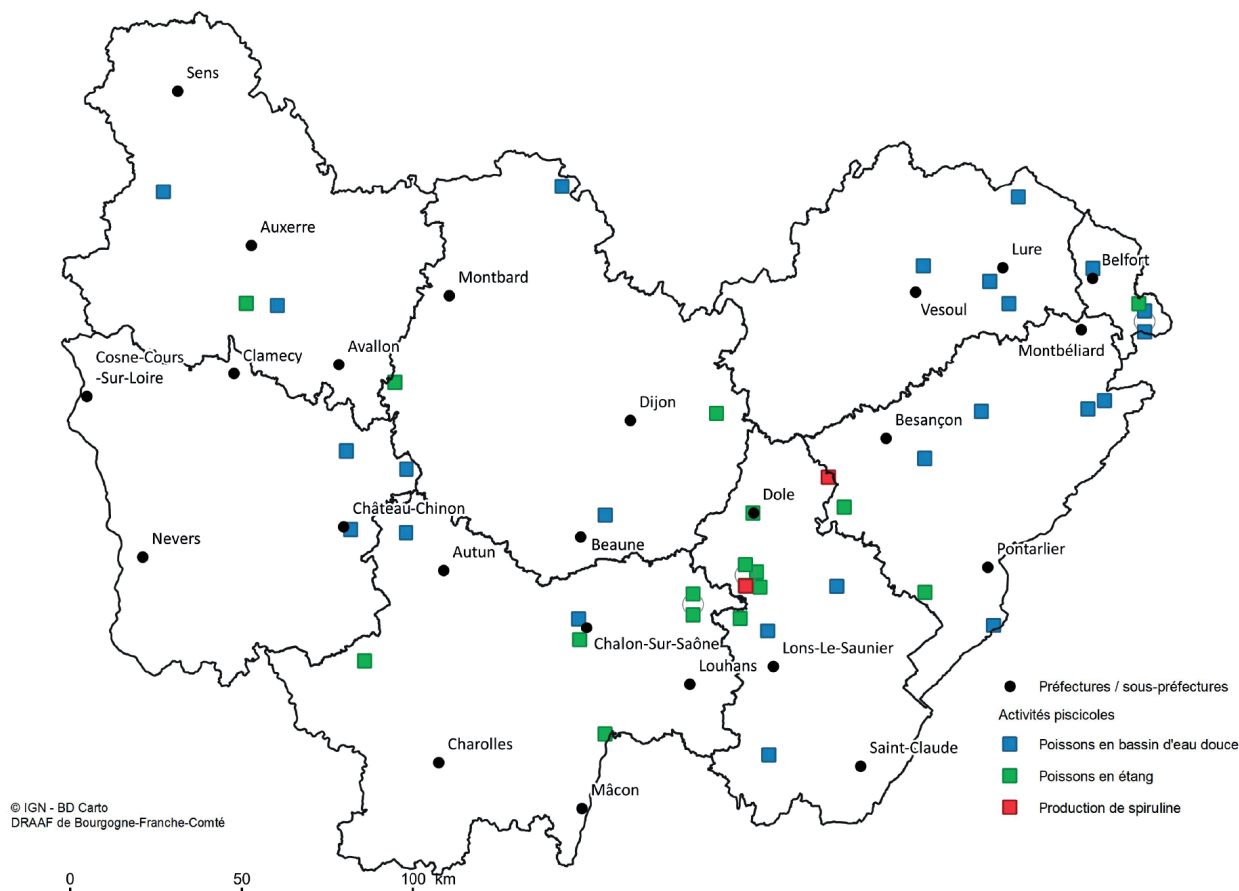 Sens
Auxerre
Montbard
Lure
Belfort
Vesoul
Montbéliard
Cosne-Cours
-Sur-Loire
Clamecy
Avallon
Dijon
Besançon
Dole
Château-Chinon
Nevers
Autun
Beaune
Pontarlier
Chalon-Sur-Saône
Lons-Le-Saunier
Louhans
Charolles
Saint-Claude
Mâcon
Préfectures / sous-préfectures
Activités piscicoles
Poissons en bassin d'eau douce
Poissons en étang
Production de spiruline
© IGN - BD Carto
DRAAF de Bourgogne-Franche-Comté
0 50 100 km